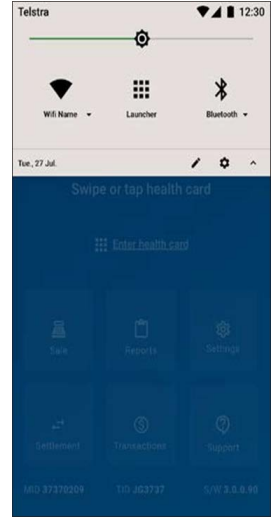 Telstra 12:30
Wifi Name Launcher Bluetooth
Tue., 27 Jul.
Swipe or tap health card
Enter health card
Sale Reports Settings
Settlement Transactions Support
MID 37370209 TID JG3737 S/W 3.0.0.90